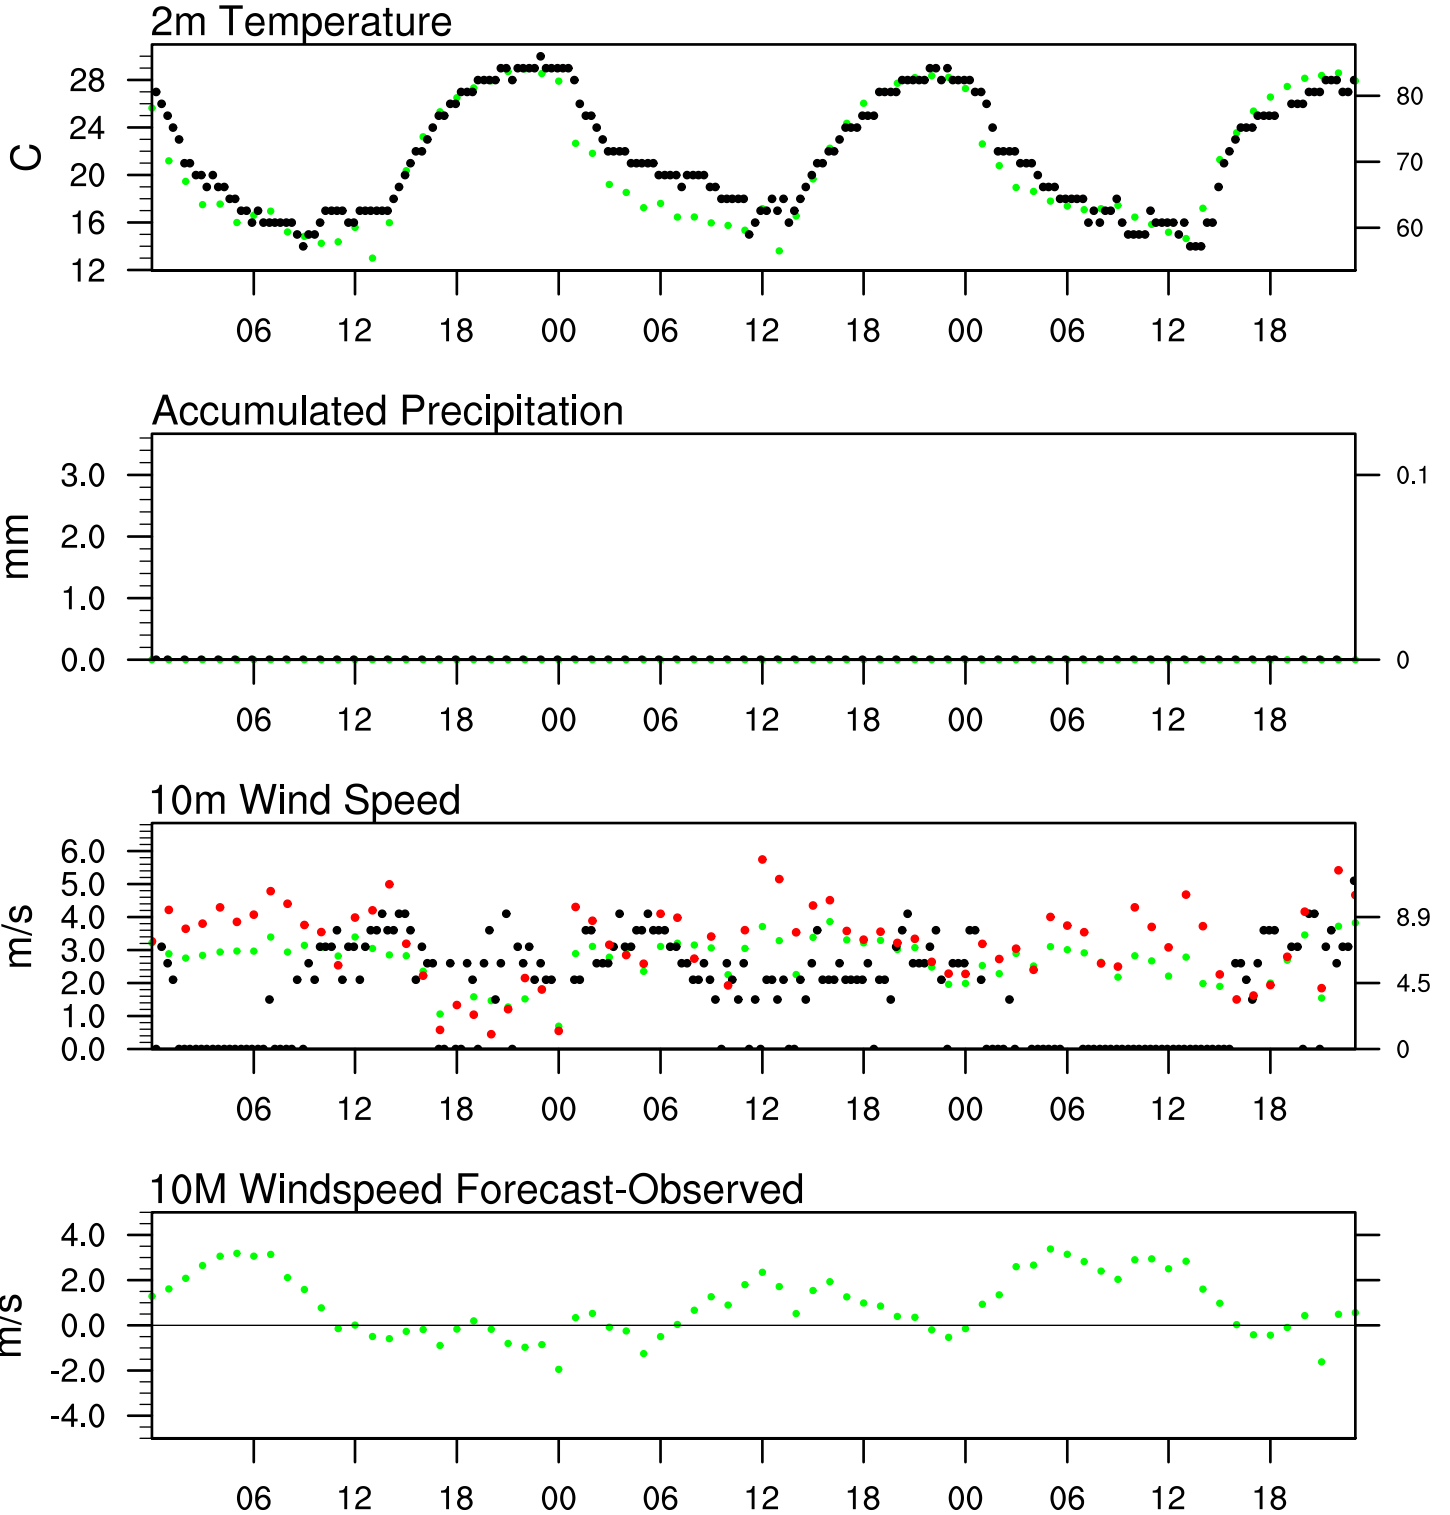 2m Temperature
C
28
24
20
16
12
80
70
60
06 12 18 00 06 12 18 00 06 12 18
Accumulated Precipitation
mm
3.0
2.0
1.0
0.0
0.1
0
06 12 18 00 06 12 18 00 06 12 18
10m Wind Speed
m/s
6.0
5.0
4.0
3.0
2.0
1.0
0.0
8.9
4.5
0
06 12 18 00 06 12 18 00 06 12 18
10M Windspeed Forecast-Observed
m/s
4.0
2.0
0.0
-2.0
-4.0
06 12 18 00 06 12 18 00 06 12 18